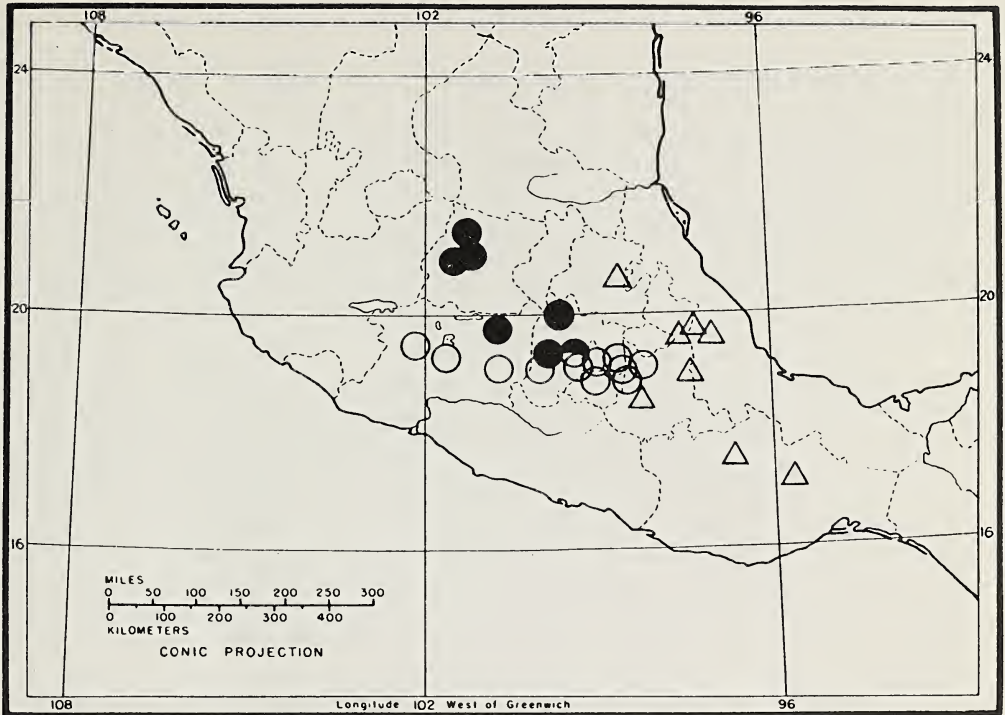 108 102 96
24 24
20 20
16 16
MILES
0 50 100 150 200 250 300
0 100 200 300 400
KILOMETERS
CONIC PROJECTION
108 102 96
Longitude West of Greenwich